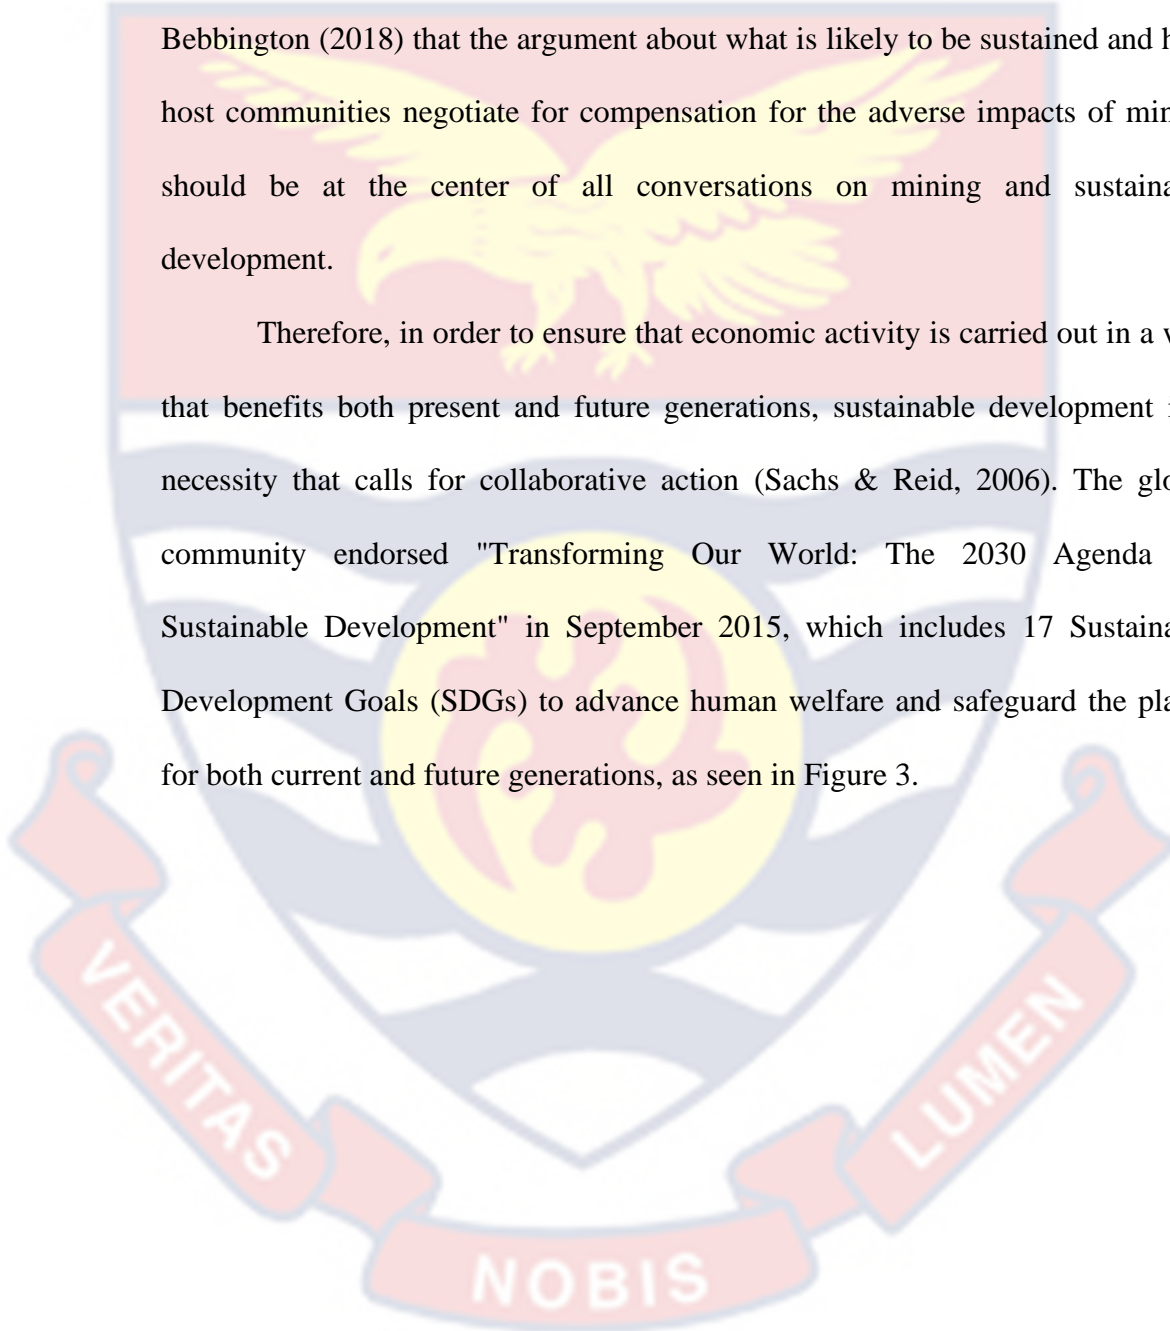 Bebbington (2018) that the argument about what is likely to be sustained and h
host communities negotiate for compensation for the adverse impacts of min
should be at the center of all conversations on mining and sustaina
development.
Therefore, in order to ensure that economic activity is carried out in a w
that benefits both present and future generations, sustainable development i
necessity that calls for collaborative action (Sachs & Reid, 2006). The glo
community endorsed "Transforming Our World: The 2030 Agenda
Sustainable Development" in September 2015, which includes 17 Sustaina
Development Goals (SDGs) to advance human welfare and safeguard the pla
for both current and future generations, as seen in Figure 3.
VERITAS
NOBIS
LUMEN